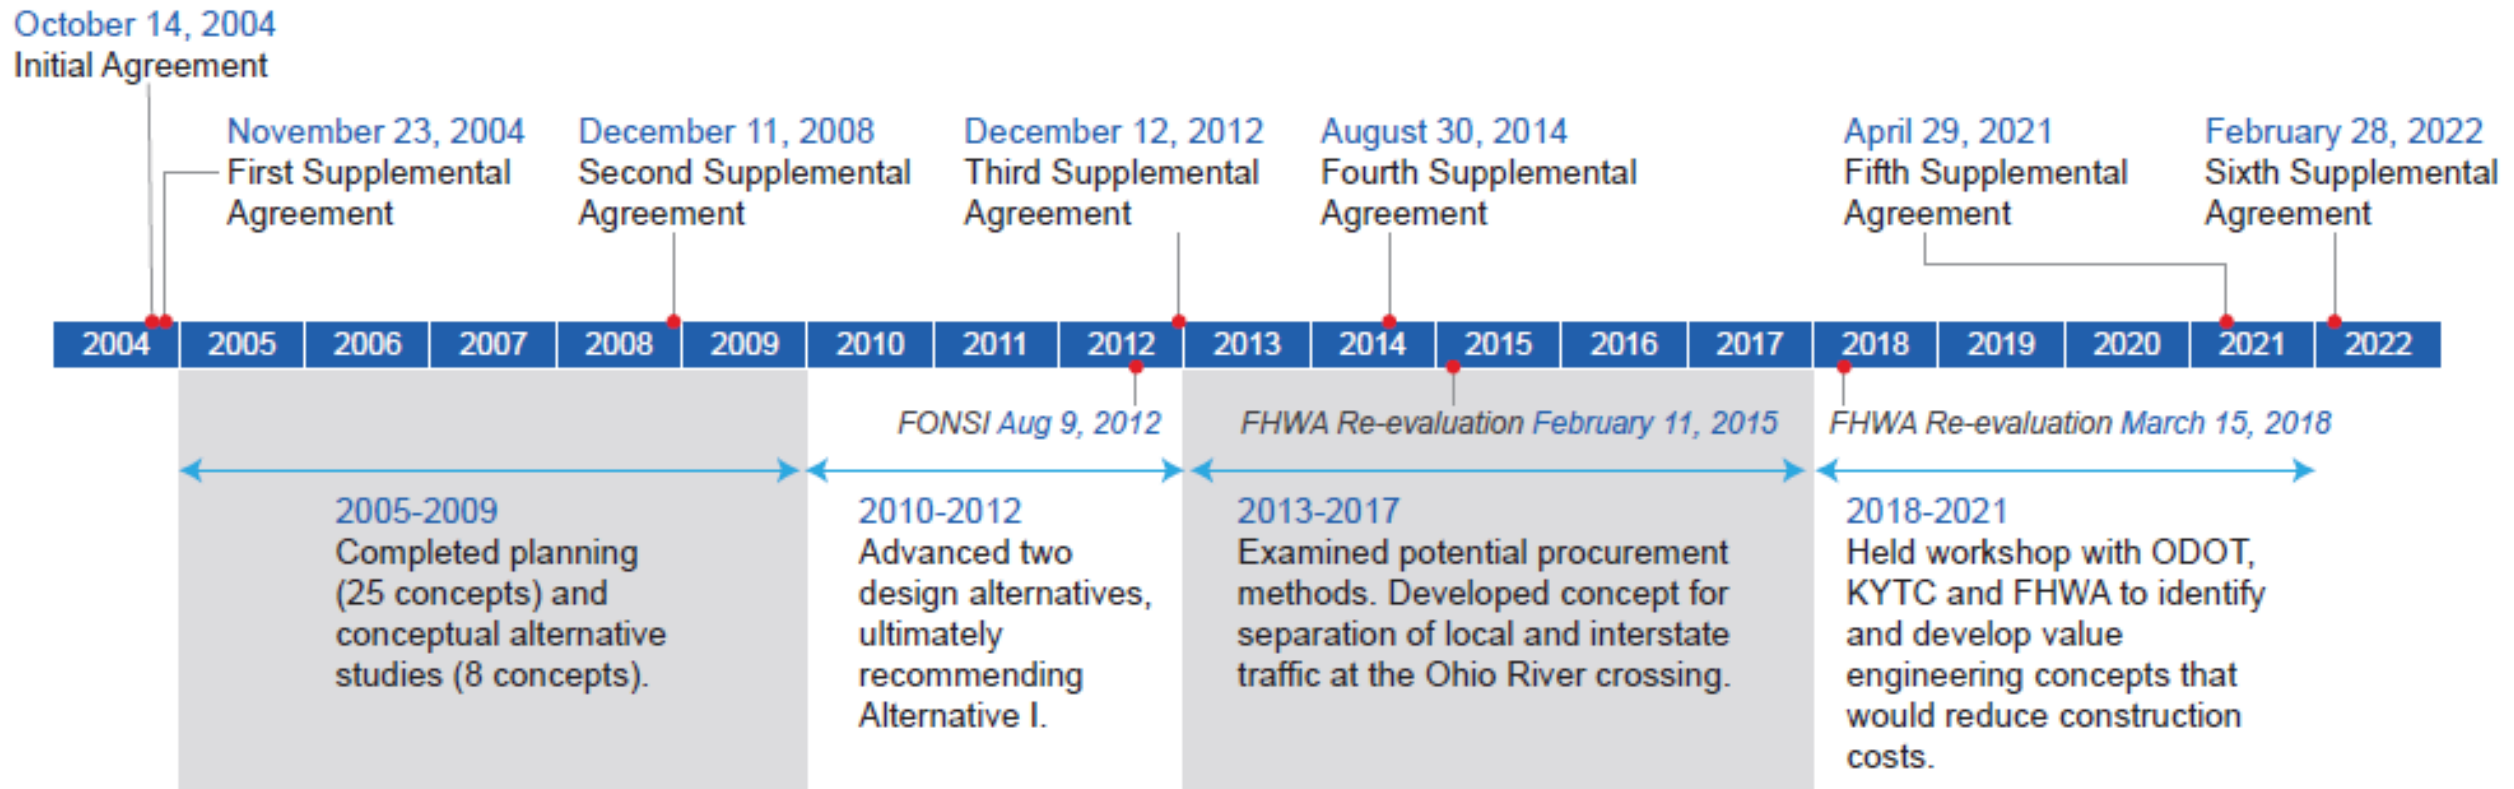 October 14, 2004
Initial Agreement
November 23, 2004
First Supplemental
Agreement
December 11, 2008
Second Supplemental
Agreement
December 12, 2012
Third Supplemental
Agreement
August 30, 2014
Fourth Supplemental
Agreement
April 29, 2021
Fifth Supplemental
Agreement
February 28, 2022
Sixth Supplemental
Agreement
2004 2005 2006 2007 2008 2009 2010 2011 2012 2013 2014 2015 2016 2017 2018 2019 2020 2021 2022
FONSI Aug 9, 2012
FHWA Re-evaluation February 11, 2015
FHWA Re-evaluation March 15, 2018
2005-2009
Completed planning
(25 concepts) and
conceptual alternative
studies (8 concepts).
2010-2012
Advanced two
design alternatives,
ultimately
recommending
Alternative I.
2013-2017
Examined potential procurement
methods. Developed concept for
separation of local and interstate
traffic at the Ohio River crossing.
2018-2021
Held workshop with ODOT,
KYTC and FHWA to identify
and develop value
engineering concepts that
would reduce construction
costs.